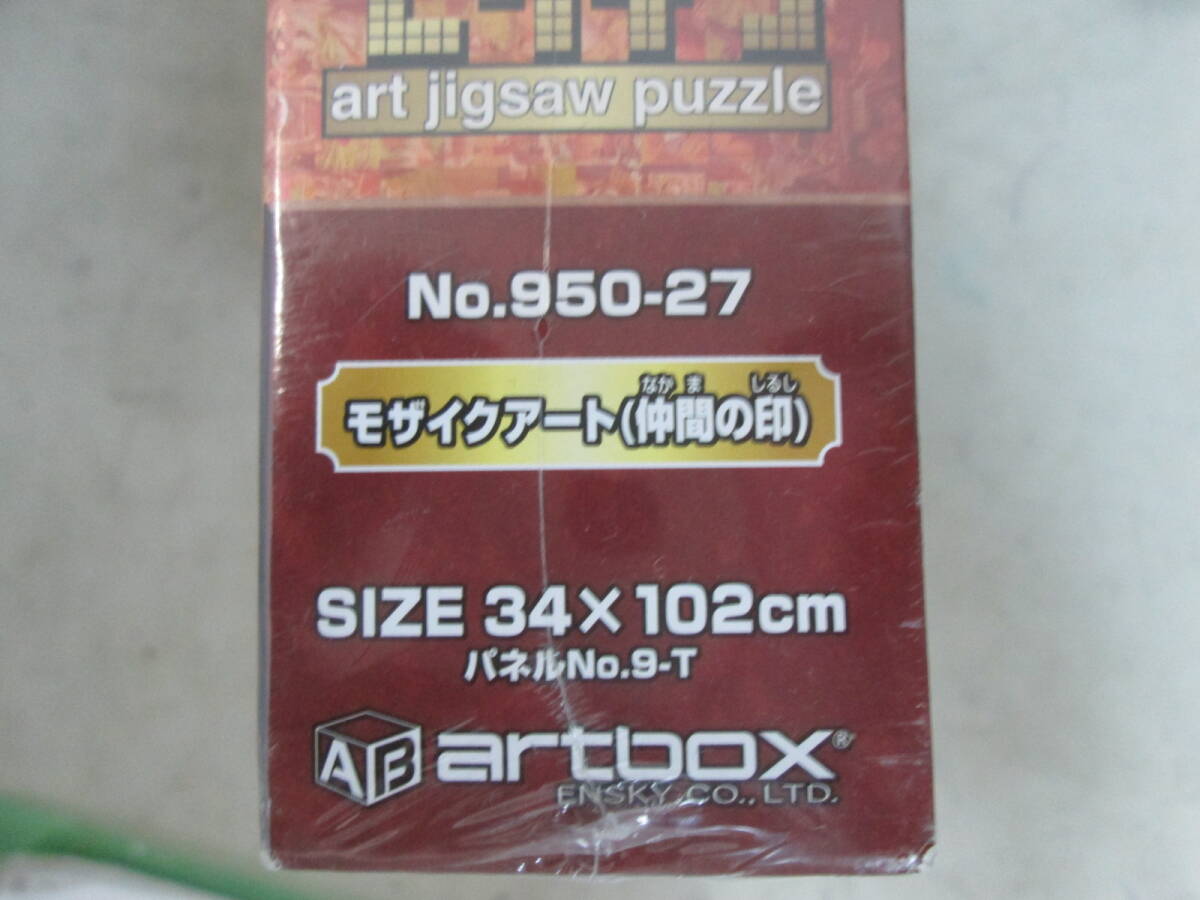 art jigsaw puzzle
No.950-27
なかま しるし
モザイクアート(仲間の印)
SIZE 34×102cm
パネルNo.9-T
AB artbox®
ENSKY CO., LTD.